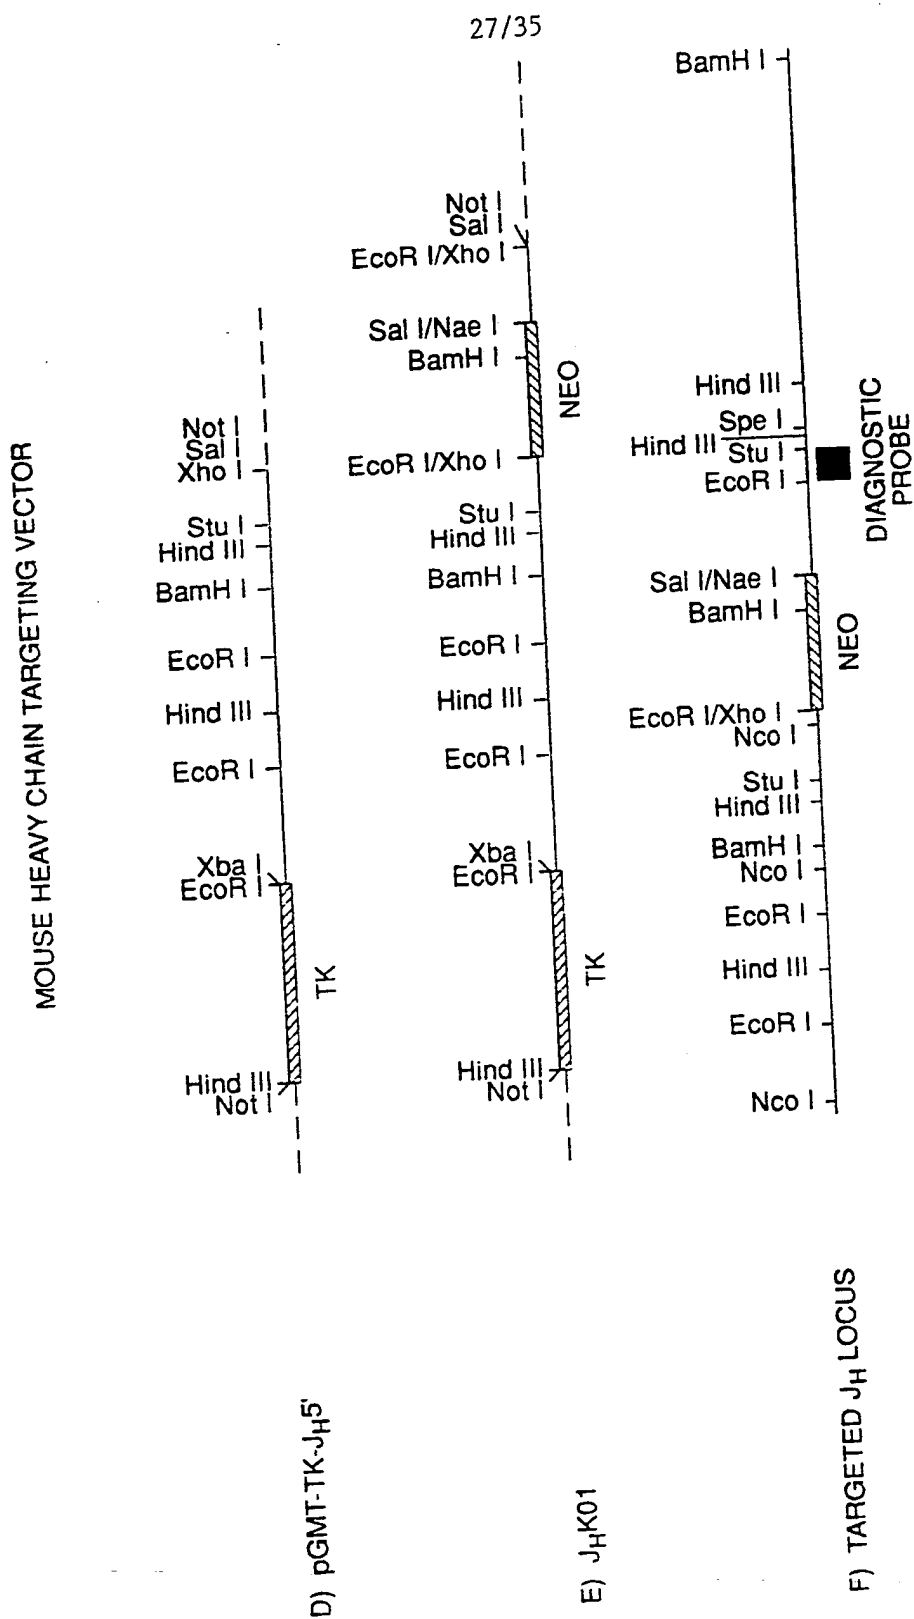 27/35
MOUSE HEAVY CHAIN TARGETING VECTOR
D) pGMT-TK-JH5'
Not I
Sal I
Xho I
Stu I
Hind III
BamH I
EcoR I
Hind III
EcoR I
Xba I
EcoR I
TK
Hind III
Not I
E) JHK01
Not I
Sal I
EcoR I/Xho I
Sal I/Nae I
BamH I
NEO
EcoR I/Xho I
Stu I
Hind III
BamH I
EcoR I
Hind III
EcoR I
Xba I
EcoR I
TK
Hind III
Not I
F) TARGETED JH LOCUS
BamH I
Hind III
Spe I
Hind III
Stu I
EcoR I
DIAGNOSTIC
PROBE
Sal I/Nae I
BamH I
NEO
EcoR I/Xho I
Nco I
Stu I
Hind III
BamH I
Nco I
EcoR I
Hind III
EcoR I
Nco I